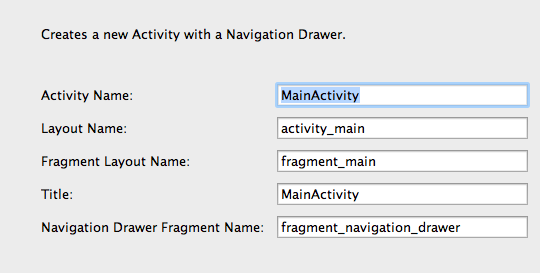 Creates a new Activity with a Navigation Drawer.
Activity Name: MainActivity
Layout Name: activity_main
Fragment Layout Name: fragment_main
Title: MainActivity
Navigation Drawer Fragment Name: fragment_navigation_drawer